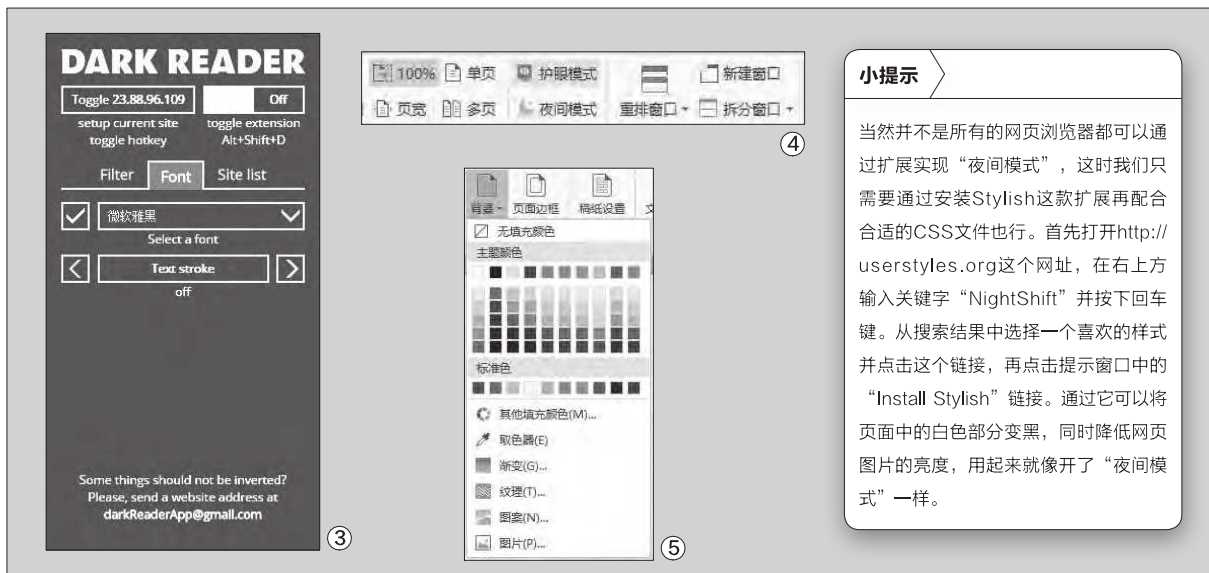 DARK READER
Toggle 23.88.96.109
Off
setup current site
toggle hotkey
toggle extension
Alt+Shift+D
Filter
Font
Site list
微软雅黑
Select a font
Text stroke
off
Some things should not be inverted?
Please, send a website address at
darkReaderApp@gmail.com
③
100% 单页 护眼模式 新建窗口
页宽 多页 夜间模式 重排窗口 拆分窗口
④
背景 页面边框 稿纸设置
无填充颜色
主题颜色
标准色
其他填充颜色(M)...
取色器(E)
渐变(G)...
纹理(T)...
图案(N)...
图片(P)...
⑤
小提示
当然并不是所有的网页浏览器都可以通
过扩展实现“夜间模式”，这时我们只
需要通过安装Stylish这款扩展再配合
合适的CSS文件也行。首先打开http://
userstyles.org这个网址，在右上方
输入关键字“NightShift”并按下回车
键。从搜索结果中选择一个喜欢的样式
并点击这个链接，再点击提示窗口中的
“Install Stylish”链接。通过它可以将
页面中的白色部分变黑，同时降低网页
图片的亮度，用起来就像开了“夜间模
式”一样。